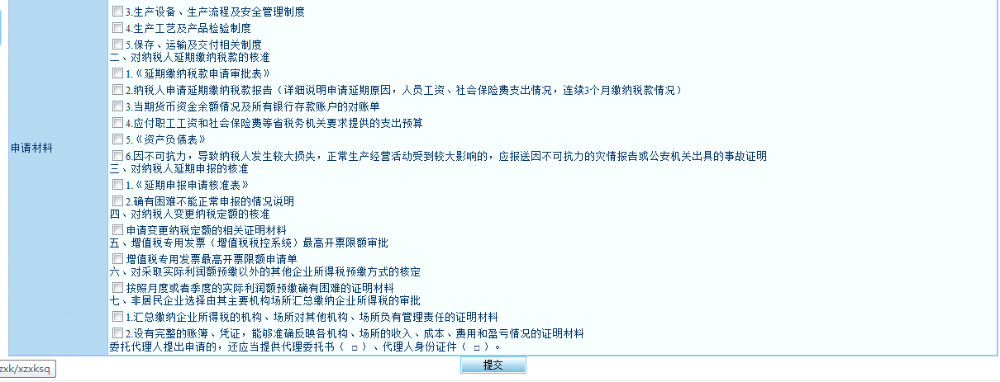 3.生产设备、生产流程及安全管理制度
4.生产工艺及产品检验制度
5.保存、运输及交付相关制度
二、对纳税人延期缴纳税款的核准
1.《延期缴纳税款申请审批表》
2.纳税人申请延期缴纳税款报告（详细说明申请延期原因，人员工资、社会保险费支出情况，连续3个月缴纳税款情况）
3.当期货币资金余额情况及所有银行存款账户的对账单
4.应付职工工资和社会保险费等省税务机关要求提供的支出预算
5.《资产负债表》
申请材料
6.因不可抗力，导致纳税人发生较大损失，正常生产经营活动受到较大影响的，应报送因不可抗力的灾情报告或公安机关出具的事故证明
三、对纳税人延期申报的核准
1.《延期申报申请核准表》
2.确有困难不能正常申报的情况说明
四、对纳税人变更纳税定额的核准
申请变更纳税定额的相关证明材料
五、增值税专用发票（增值税税控系统）最高开票限额审批
增值税专用发票最高开票限额申请单
六、对采取实际利润额预缴以外的其他企业所得税预缴方式的核定
按照月度或者季度的实际利润额预缴确有困难的证明材料
七、非居民企业选择由其主要机构场所汇总缴纳企业所得税的审批
1.汇总缴纳企业所得税的机构、场所对其他机构、场所负有管理责任的证明材料
2.设有完整的账簿、凭证，能够准确反映各机构、场所的收入、成本、费用和盈亏情况的证明材料
委托代理人提出申请的，还应当提供代理委托书（ □ ）、代理人身份证件（ □ ）。
提交
zxk/xzxksq